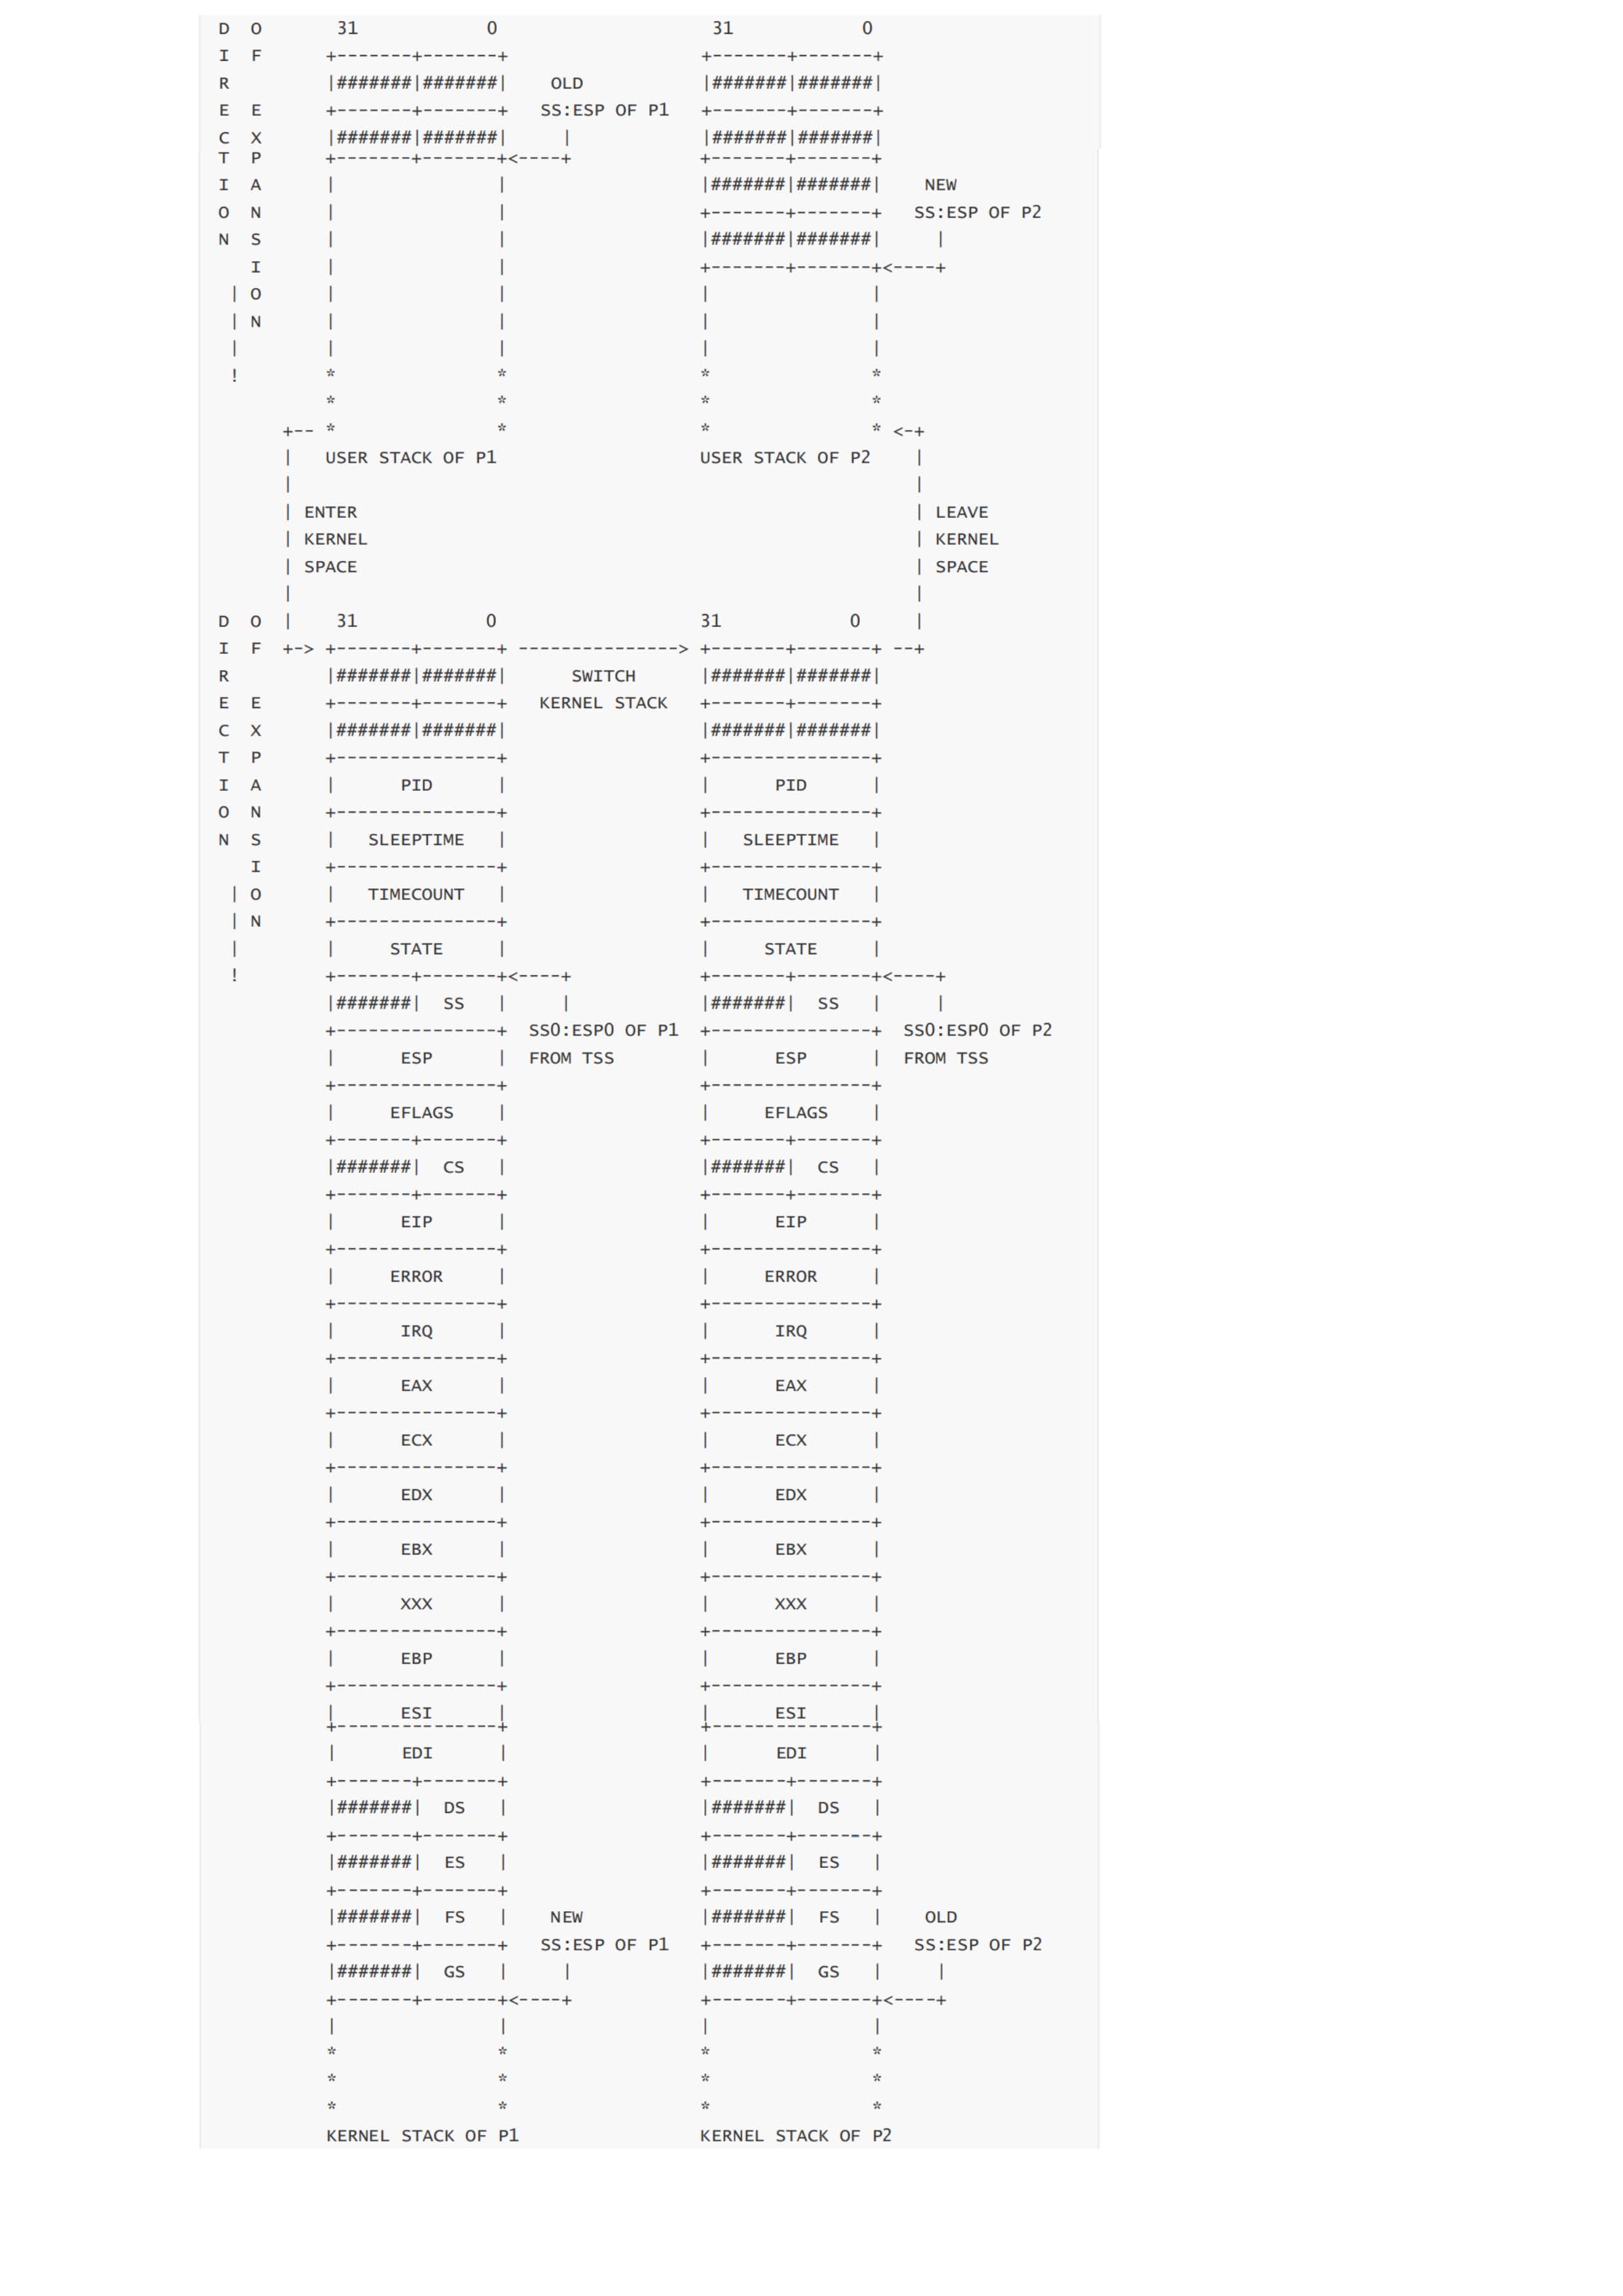 D  O       31            0                    31            0
I  F      +-------+-------+                  +-------+-------+
R         |#######|#######|    OLD           |#######|#######|
E  E      +-------+-------+   SS:ESP OF P1   +-------+-------+
C  X      |#######|#######|     |            |#######|#######|
T  P      +-------+-------+<----+            +-------+-------+
I  A      |               |                  |#######|#######|    NEW
O  N      |               |                  +-------+-------+   SS:ESP OF P2
N  S      |               |                  |#######|#######|     |
   I      |               |                  +-------+-------+<----+
 | O      |               |                  |               |
 | N      |               |                  |               |
 |        |               |                  |               |
 !        *               *                  *               *
          *               *                  *               *
      +-- *               *                  *               * <-+
      |   USER STACK OF P1                   USER STACK OF P2    |
      |                                                          |
      | ENTER                                                    | LEAVE
      | KERNEL                                                   | KERNEL
      | SPACE                                                    | SPACE
      |                                                          |
D  O  |    31            0                   31            0     |
I  F  +-> +-------+-------+ ---------------> +-------+-------+ --+
R         |#######|#######|      SWITCH      |#######|#######|
E  E      +-------+-------+   KERNEL STACK   +-------+-------+
C  X      |#######|#######|                  |#######|#######|
T  P      +---------------+                  +---------------+
I  A      |      PID      |                  |      PID      |
O  N      +---------------+                  +---------------+
N  S      |   SLEEPTIME   |                  |   SLEEPTIME   |
   I      +---------------+                  +---------------+
 | O      |   TIMECOUNT   |                  |   TIMECOUNT   |
 | N      +---------------+                  +---------------+
 |        |     STATE     |                  |     STATE     |
 !        +-------+-------+<----+            +-------+-------+<----+
          |#######|  SS   |     |            |#######|  SS   |     |
          +---------------+  SS0:ESP0 OF P1  +---------------+  SS0:ESP0 OF P2
          |      ESP      |  FROM TSS        |      ESP      |  FROM TSS
          +---------------+                  +---------------+
          |     EFLAGS    |                  |     EFLAGS    |
          +-------+-------+                  +-------+-------+
          |#######|  CS   |                  |#######|  CS   |
          +-------+-------+                  +-------+-------+
          |      EIP      |                  |      EIP      |
          +---------------+                  +---------------+
          |     ERROR     |                  |     ERROR     |
          +---------------+                  +---------------+
          |      IRQ      |                  |      IRQ      |
          +---------------+                  +---------------+
          |      EAX      |                  |      EAX      |
          +---------------+                  +---------------+
          |      ECX      |                  |      ECX      |
          +---------------+                  +---------------+
          |      EDX      |                  |      EDX      |
          +---------------+                  +---------------+
          |      EBX      |                  |      EBX      |
          +---------------+                  +---------------+
          |      XXX      |                  |      XXX      |
          +---------------+                  +---------------+
          |      EBP      |                  |      EBP      |
          +---------------+                  +---------------+
          |      ESI      |                  |      ESI      |
          +---------------+                  +---------------+
          |      EDI      |                  |      EDI      |
          +-------+-------+                  +-------+-------+
          |#######|  DS   |                  |#######|  DS   |
          +-------+-------+                  +-------+-------+
          |#######|  ES   |                  |#######|  ES   |
          +-------+-------+                  +-------+-------+
          |#######|  FS   |    NEW           |#######|  FS   |    OLD
          +-------+-------+   SS:ESP OF P1   +-------+-------+   SS:ESP OF P2
          |#######|  GS   |     |            |#######|  GS   |     |
          +-------+-------+<----+            +-------+-------+<----+
          |               |                  |               |
          *               *                  *               *
          *               *                  *               *
          *               *                  *               *
          KERNEL STACK OF P1                 KERNEL STACK OF P2